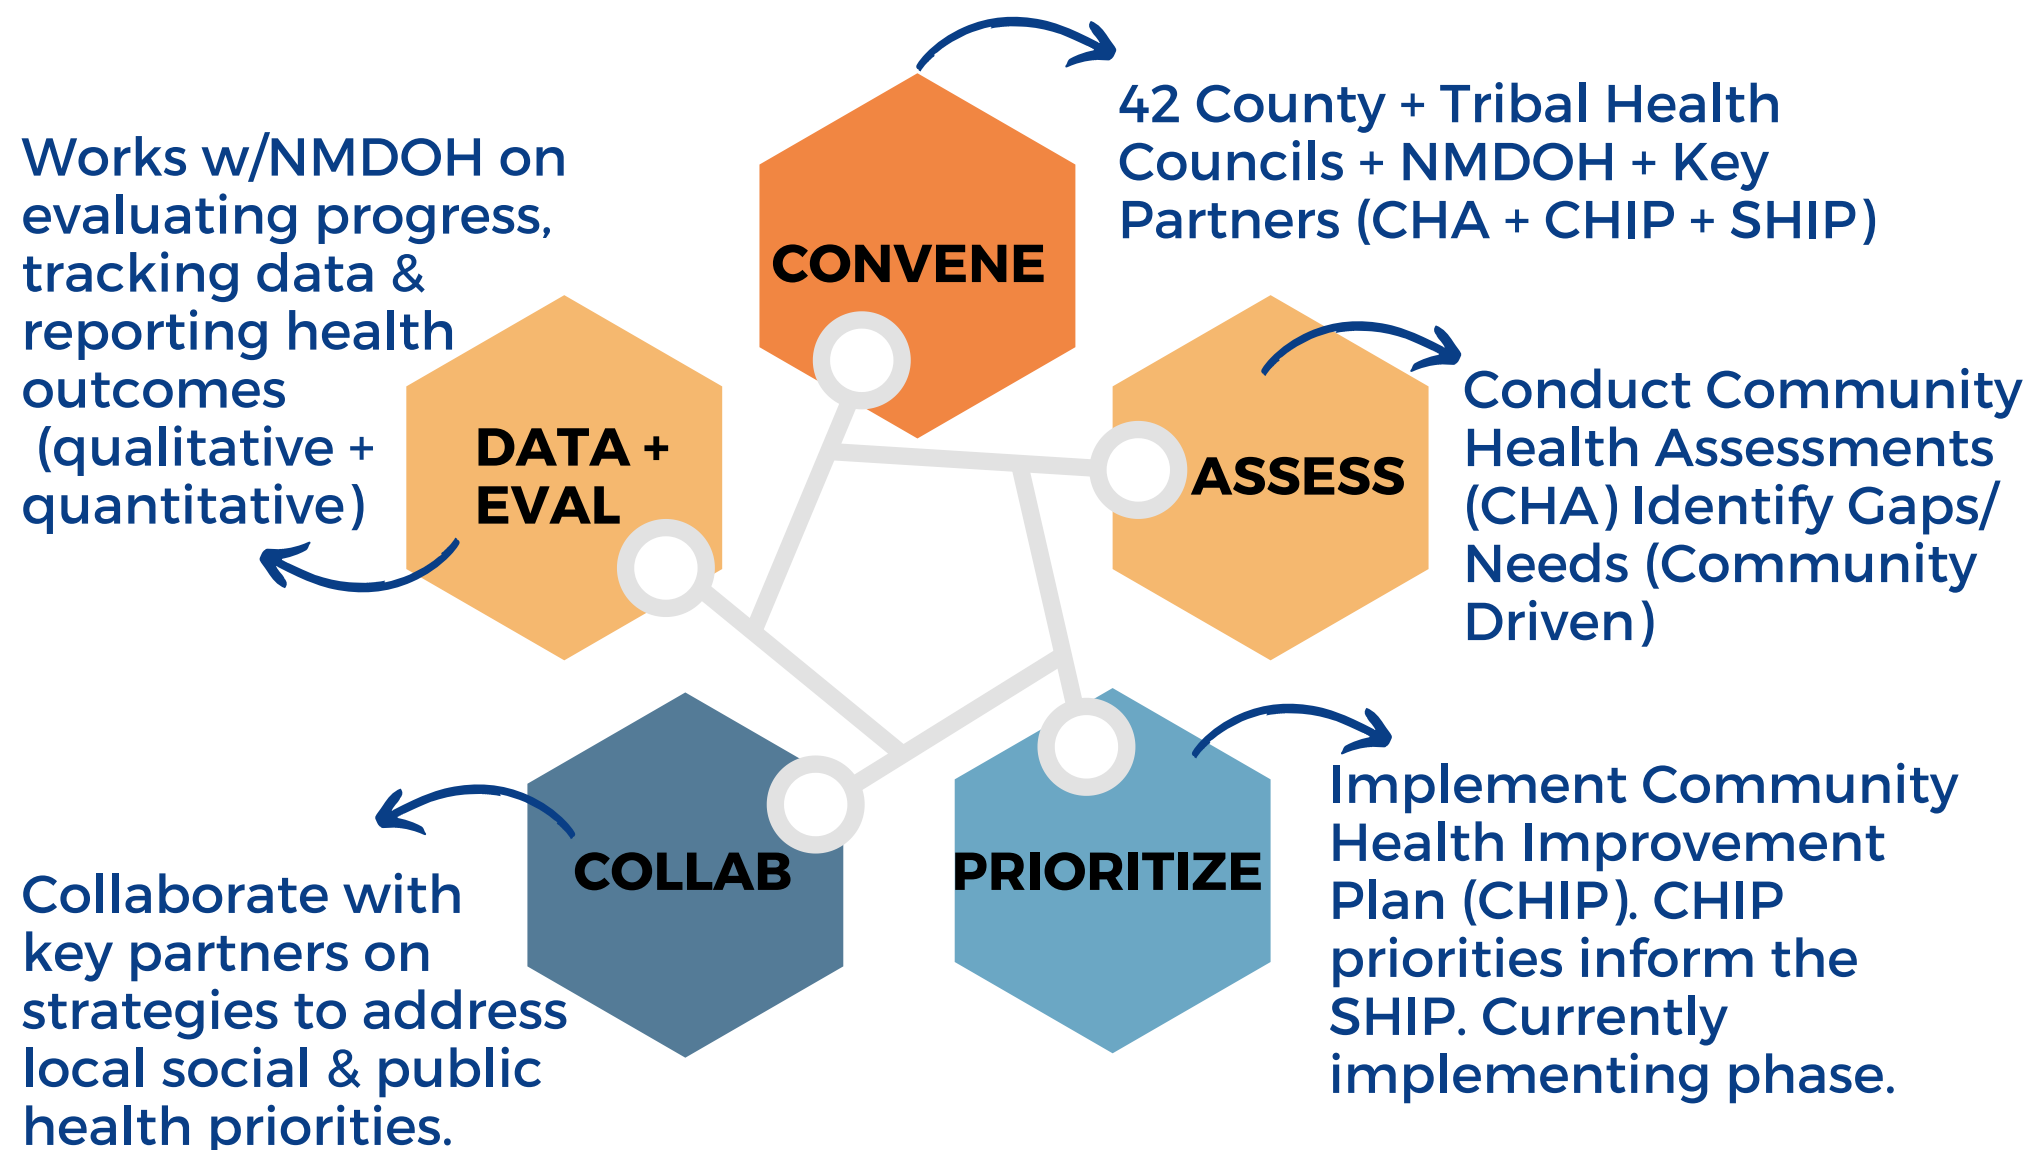 CONVENE
42 County + Tribal Health
Councils + NMDOH + Key
Partners (CHA + CHIP + SHIP)
ASSESS
Conduct Community
Health Assessments
(CHA) Identify Gaps/
Needs (Community
Driven)
PRIORITIZE
Implement Community
Health Improvement
Plan (CHIP). CHIP
priorities inform the
SHIP. Currently
implementing phase.
COLLAB
Collaborate with
key partners on
strategies to address
local social & public
health priorities.
DATA +
EVAL
Works w/NMDOH on
evaluating progress,
tracking data &
reporting health
outcomes
(qualitative +
quantitative)